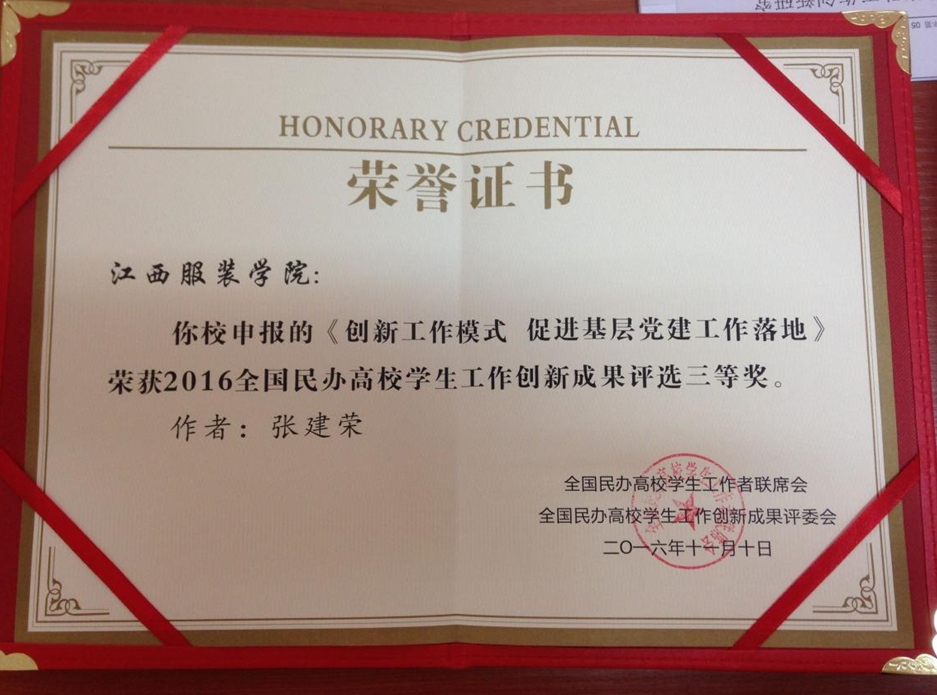 HONORARY CREDENTIAL
荣誉证书
江西服装学院：
你校申报的《创新工作模式 促进基层党建工作落地》
荣获2016全国民办高校学生工作创新成果评选三等奖。
作者：张建荣
全国民办高校学生工作者联席会
全国民办高校学生工作创新成果评委会
二〇一六年十一月十日